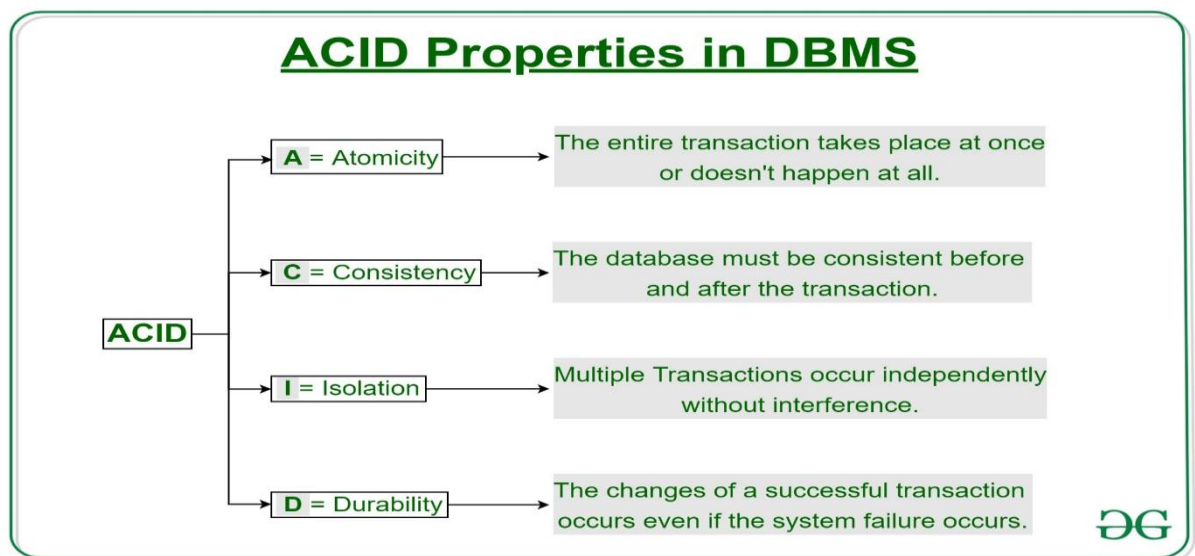 ACID Properties in DBMS
A = Atomicity
The entire transaction takes place at once
or doesn't happen at all.
C = Consistency
The database must be consistent before
and after the transaction.
ACID
I = Isolation
Multiple Transactions occur independently
without interference.
D = Durability
The changes of a successful transaction
occurs even if the system failure occurs.